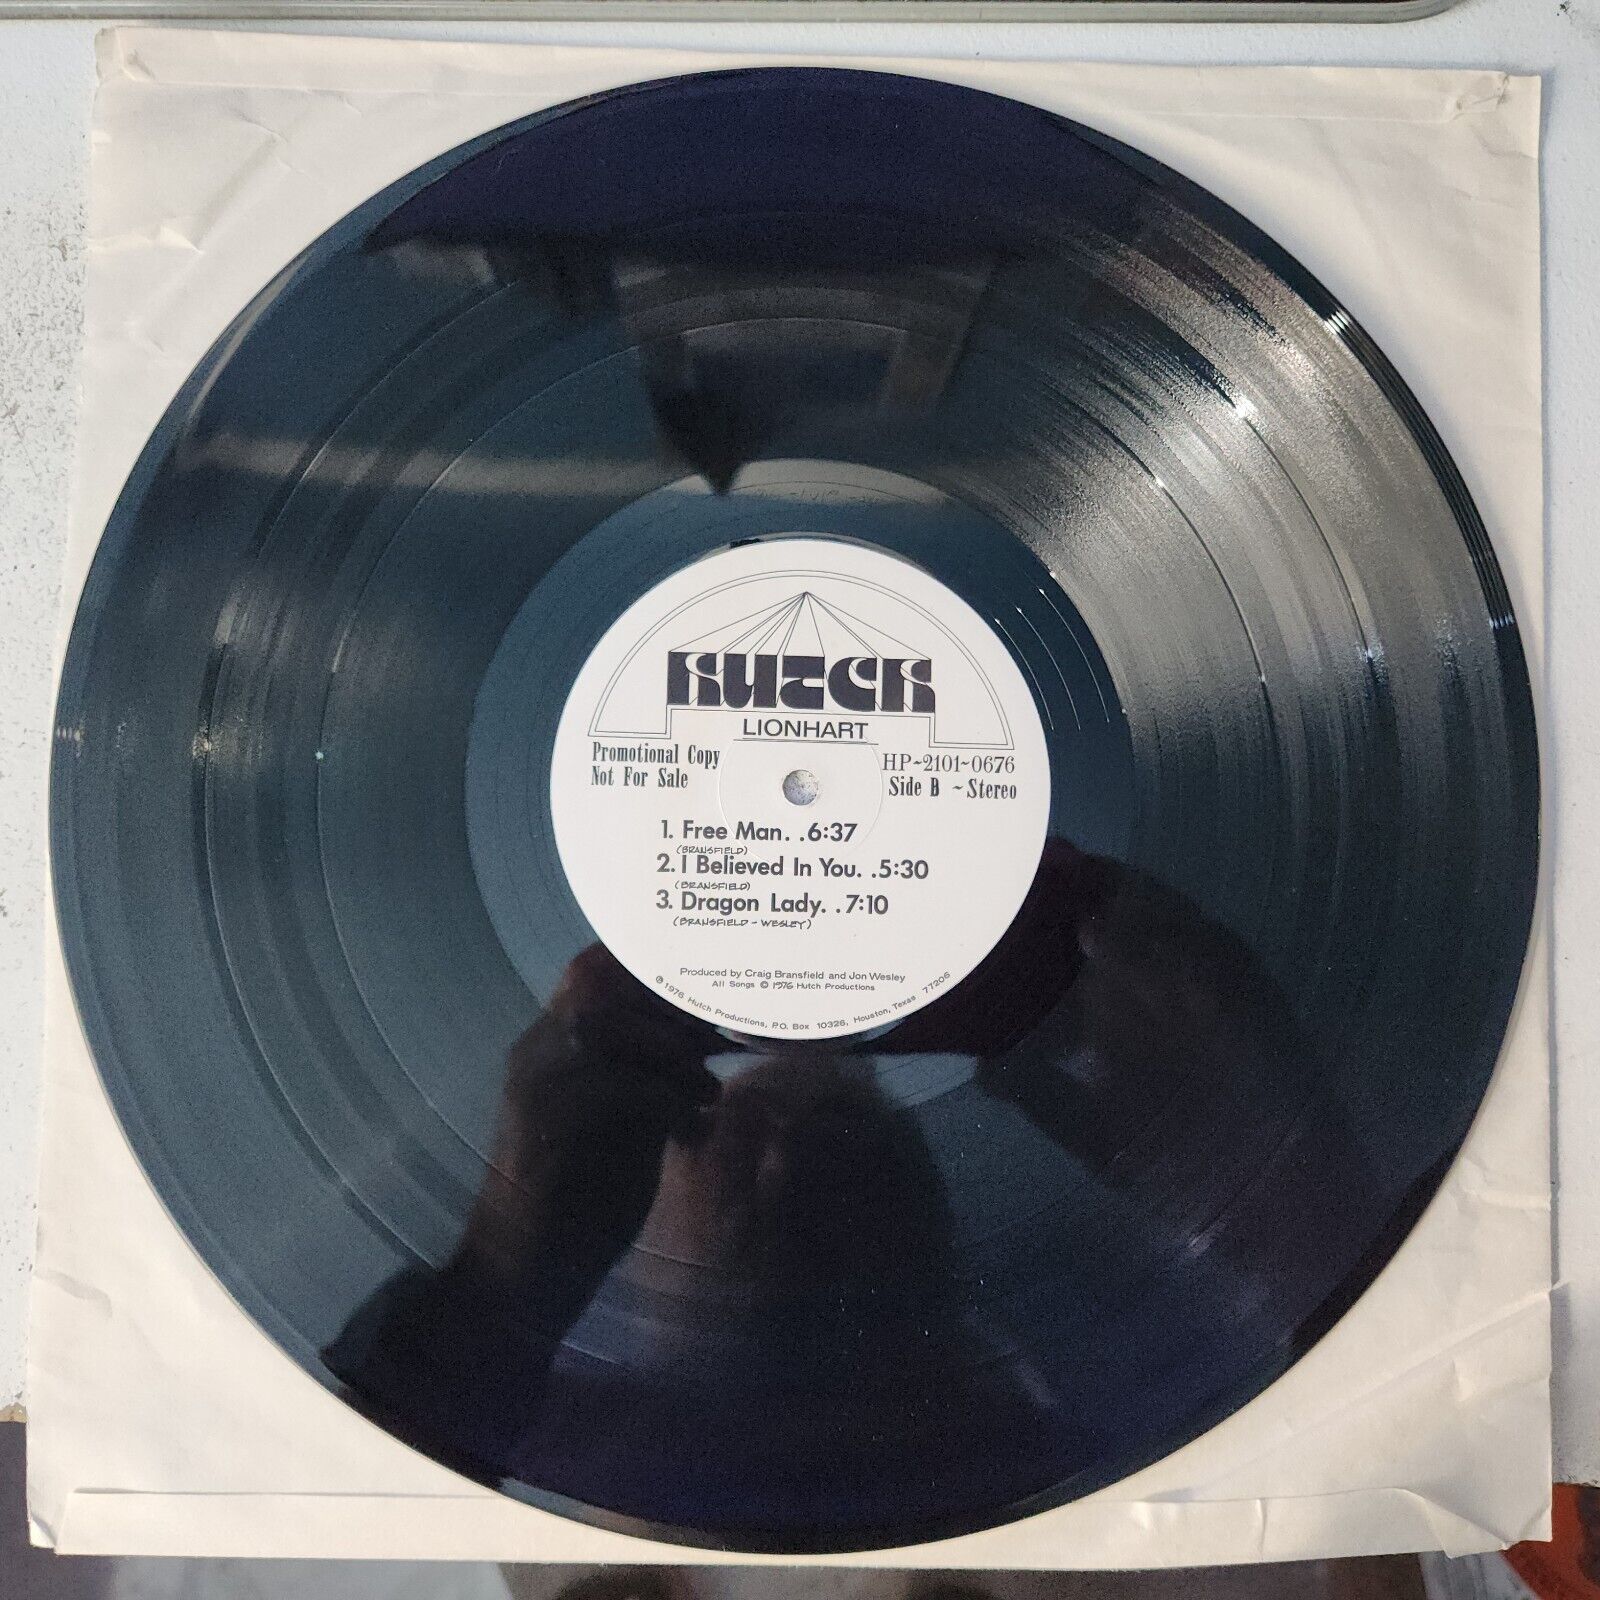 HUTCH
LIONHART
Promotional Copy
Not For Sale
HP~2101~0676
Side B ~Stereo
1. Free Man. .6:37
(BRANSFIELD)
2. I Believed In You. .5:30
(BRANSFIELD)
3. Dragon Lady. .7:10
(BRANSFIELD - WESLEY)
Produced by Craig Bransfield and Jon Wesley
All Songs © 1976 Hutch Productions
℗ 1976 Hutch Productions, P.O. Box 10326, Houston, Texas 77206